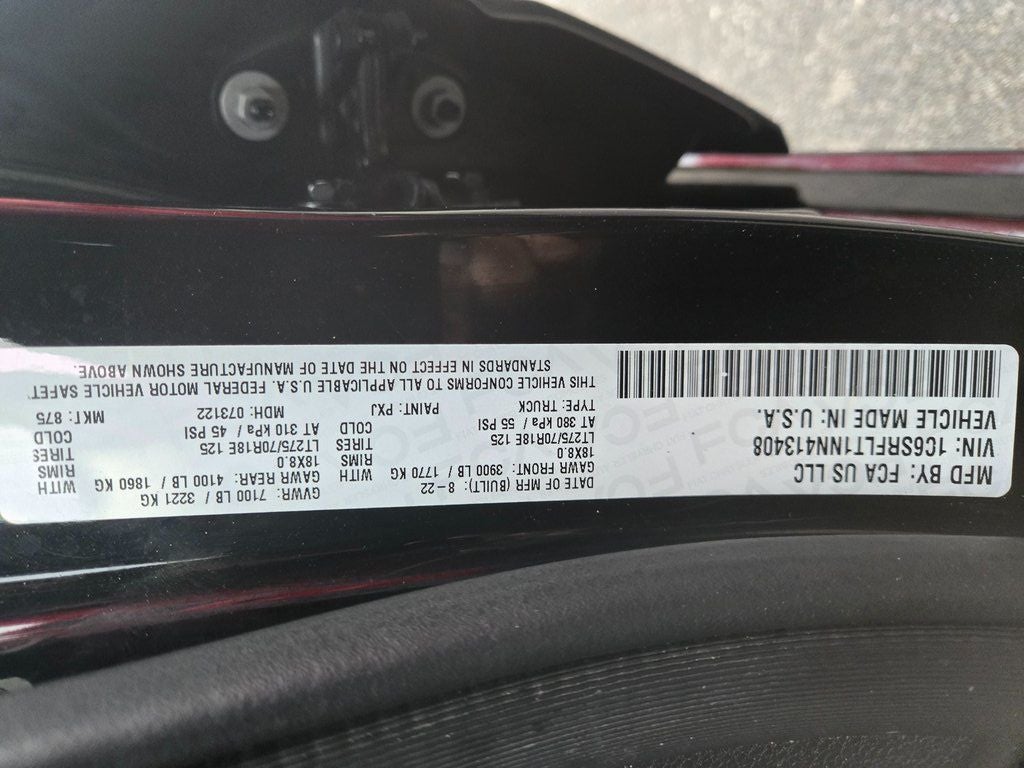 MFD BY: FCA US LLC
VIN: 1C6SRFLT1NN413408
VEHICLE MADE IN: U.S.A.
DATE OF MFR (BUILT): 8-22 GVWR: 7100 LB / 3221 KG
GAWR FRONT: 3900 LB / 1770 KG WITH GAWR REAR: 4100 LB / 1860 KG WITH
18X8.0 RIMS 18X8.0 RIMS
LT275/70R18E 125 TIRES LT275/70R18E 125 TIRES
AT 380 kPa / 55 PSI COLD AT 310 kPa / 45 PSI COLD
TYPE: TRUCK PAINT: PXJ MDH: 073122 MKT: 875
THIS VEHICLE CONFORMS TO ALL APPLICABLE U.S.A. FEDERAL MOTOR VEHICLE SAFET
STANDARDS IN EFFECT ON THE DATE OF MANUFACTURE SHOWN ABOVE.